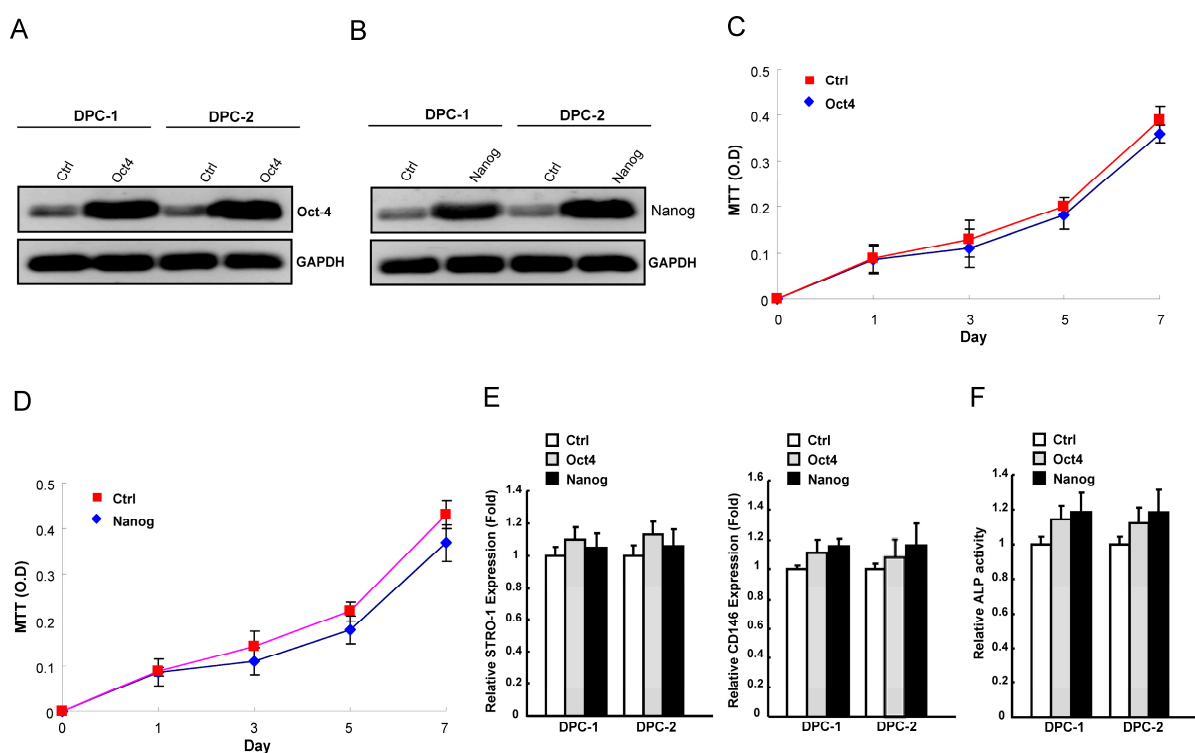 A
DPC-1 DPC-2
Ctrl Oct4 Ctrl Oct4
Oct-4
GAPDH
B
DPC-1 DPC-2
Ctrl Nanog Ctrl Nanog
Nanog
GAPDH
C
0.5
0.4
0.3
0.2
0.1
0
MTT (O.D)
Ctrl
Oct4
0 1 3 5 7
Day
D
0.5
0.4
0.3
0.2
0.1
0
MTT (O.D)
Ctrl
Nanog
0 1 3 5 7
Day
E
Ctrl
Oct4
Nanog
Relative STRO-1 Expression (Fold)
1.4
1.2
1
0.8
0.6
0.4
0.2
0
DPC-1 DPC-2
Ctrl
Oct4
Nanog
Relative CD146 Expression (Fold)
1.6
1.4
1.2
1
0.8
0.6
0.4
0.2
0
DPC-1 DPC-2
F
Ctrl
Oct4
Nanog
Relative ALP activity
1.4
1.2
1
0.8
0.6
0.4
0.2
0
DPC-1 DPC-2